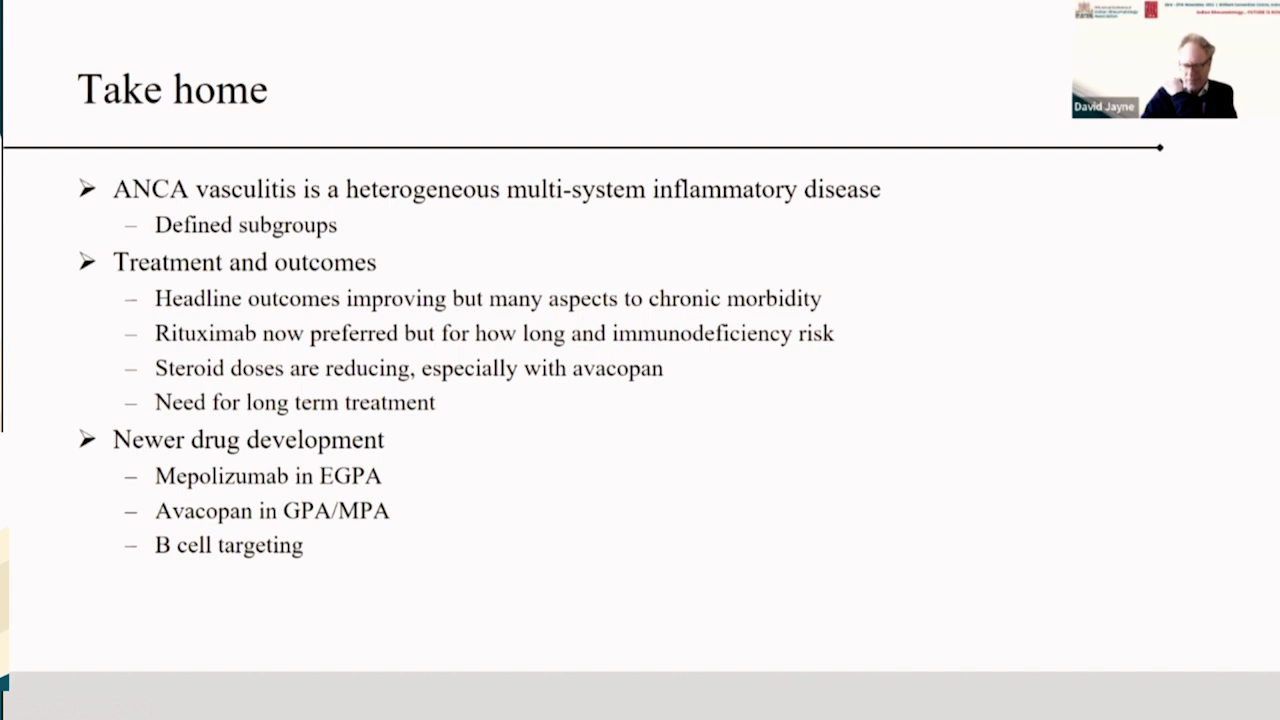 Take home
David Jayne
➢ ANCA vasculitis is a heterogeneous multi-system inflammatory disease
– Defined subgroups
➢ Treatment and outcomes
– Headline outcomes improving but many aspects to chronic morbidity
– Rituximab now preferred but for how long and immunodeficiency risk
– Steroid doses are reducing, especially with avacopan
– Need for long term treatment
➢ Newer drug development
– Mepolizumab in EGPA
– Avacopan in GPA/MPA
– B cell targeting